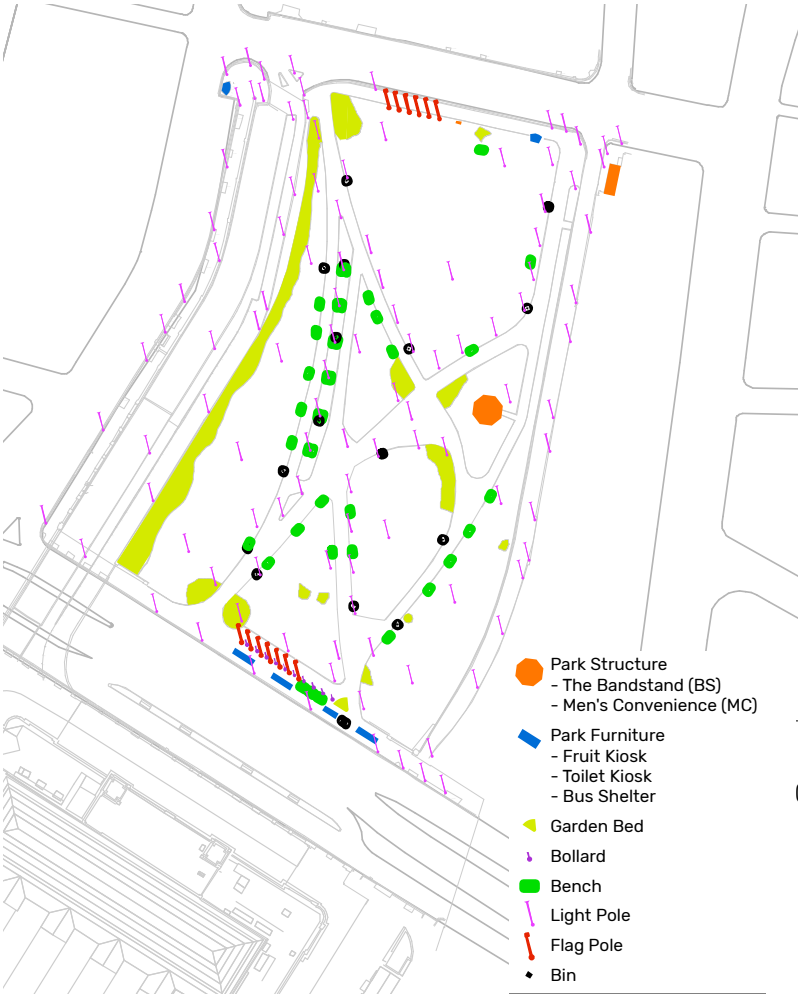 Park Structure
- The Bandstand (BS)
- Men's Convenience (MC)
Park Furniture
- Fruit Kiosk
- Toilet Kiosk
- Bus Shelter
Garden Bed
Bollard
Bench
Light Pole
Flag Pole
Bin